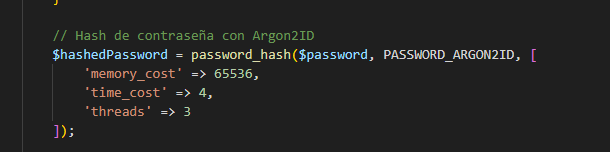 }
// Hash de contraseña con Argon2ID
$hashedPassword = password_hash($password, PASSWORD_ARGON2ID, [
    'memory_cost' => 65536,
    'time_cost' => 4,
    'threads' => 3
]);